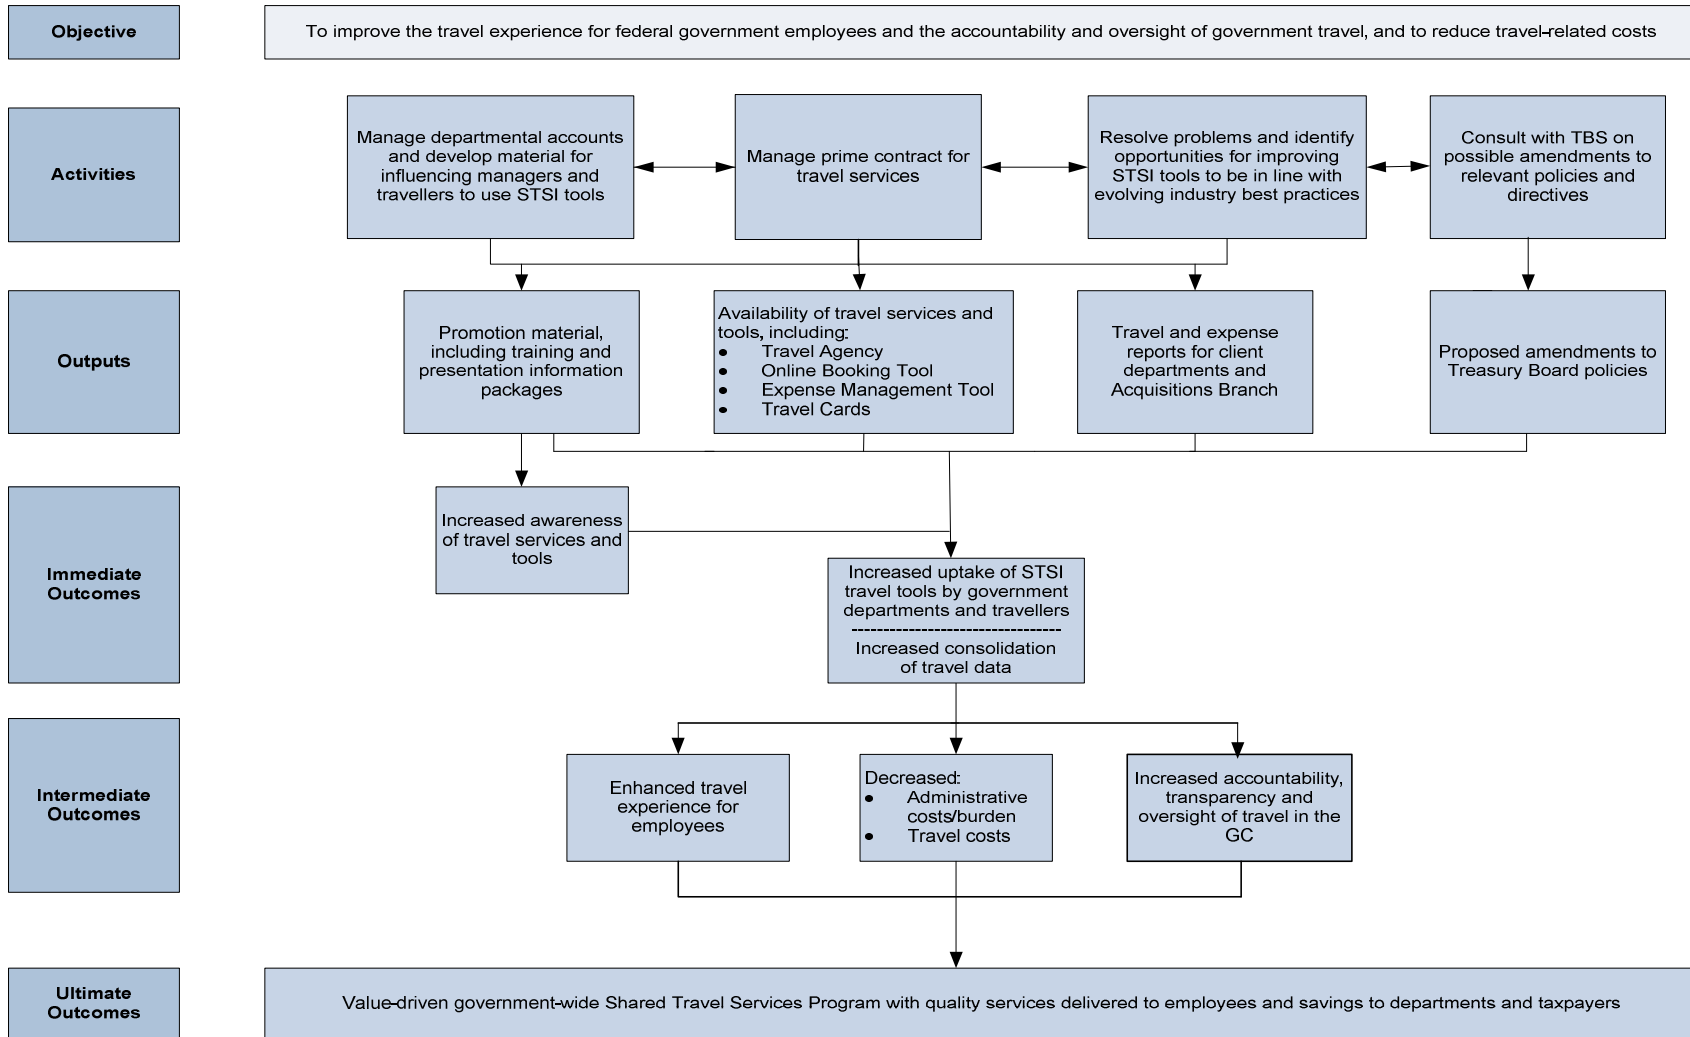 Objective
To improve the travel experience for federal government employees and the accountability and oversight of government travel, and to reduce travel-related costs
Activities
Manage departmental accounts
and develop material for
influencing managers and
travellers to use STSI tools
Manage prime contract for
travel services
Resolve problems and identify
opportunities for improving
STSI tools to be in line with
evolving industry best practices
Consult with TBS on
possible amendments to
relevant policies and
directives
Outputs
Promotion material,
including training and
presentation information
packages
Availability of travel services and
tools, including:
● Travel Agency
● Online Booking Tool
● Expense Management Tool
● Travel Cards
Travel and expense
reports for client
departments and
Acquisitions Branch
Proposed amendments to
Treasury Board policies
Immediate
Outcomes
Increased awareness
of travel services and
tools
Increased uptake of STSI
travel tools by government
departments and travellers
---------------------------------
Increased consolidation
of travel data
Intermediate
Outcomes
Enhanced travel
experience for
employees
Decreased:
● Administrative
costs/burden
● Travel costs
Increased accountability,
transparency and
oversight of travel in the
GC
Ultimate
Outcomes
Value-driven government-wide Shared Travel Services Program with quality services delivered to employees and savings to departments and taxpayers